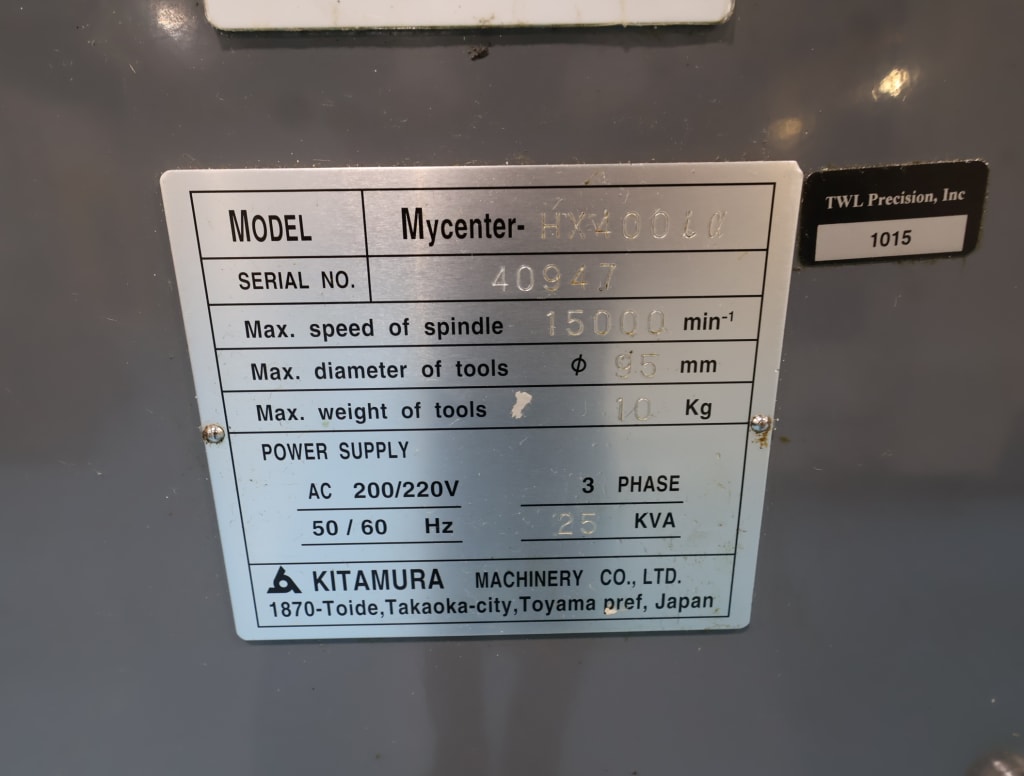 MODEL Mycenter-HXV400iD
SERIAL NO. 40947
Max. speed of spindle 15000 min⁻¹
Max. diameter of tools ϕ 95 mm
Max. weight of tools 10 Kg
POWER SUPPLY
AC 200/220V 3 PHASE
50 / 60 Hz 25 KVA
KITAMURA MACHINERY CO., LTD.
1870-Toide,Takaoka-city,Toyama pref, Japan
TWL Precision, Inc
1015